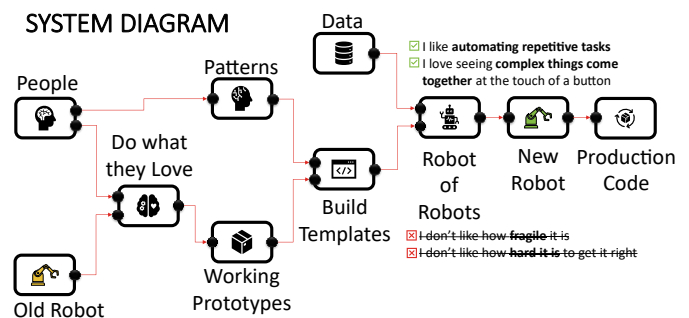 SYSTEM DIAGRAM
Data
I like automating repetitive tasks
I love seeing complex things come
together at the touch of a button
People
Patterns
Do what
they Love
</>
Robot
of
Robots
New
Robot
Production
Code
Build
Templates
I don't like how fragile it is
I don't like how hard it is to get it right
Working
Prototypes
Old Robot